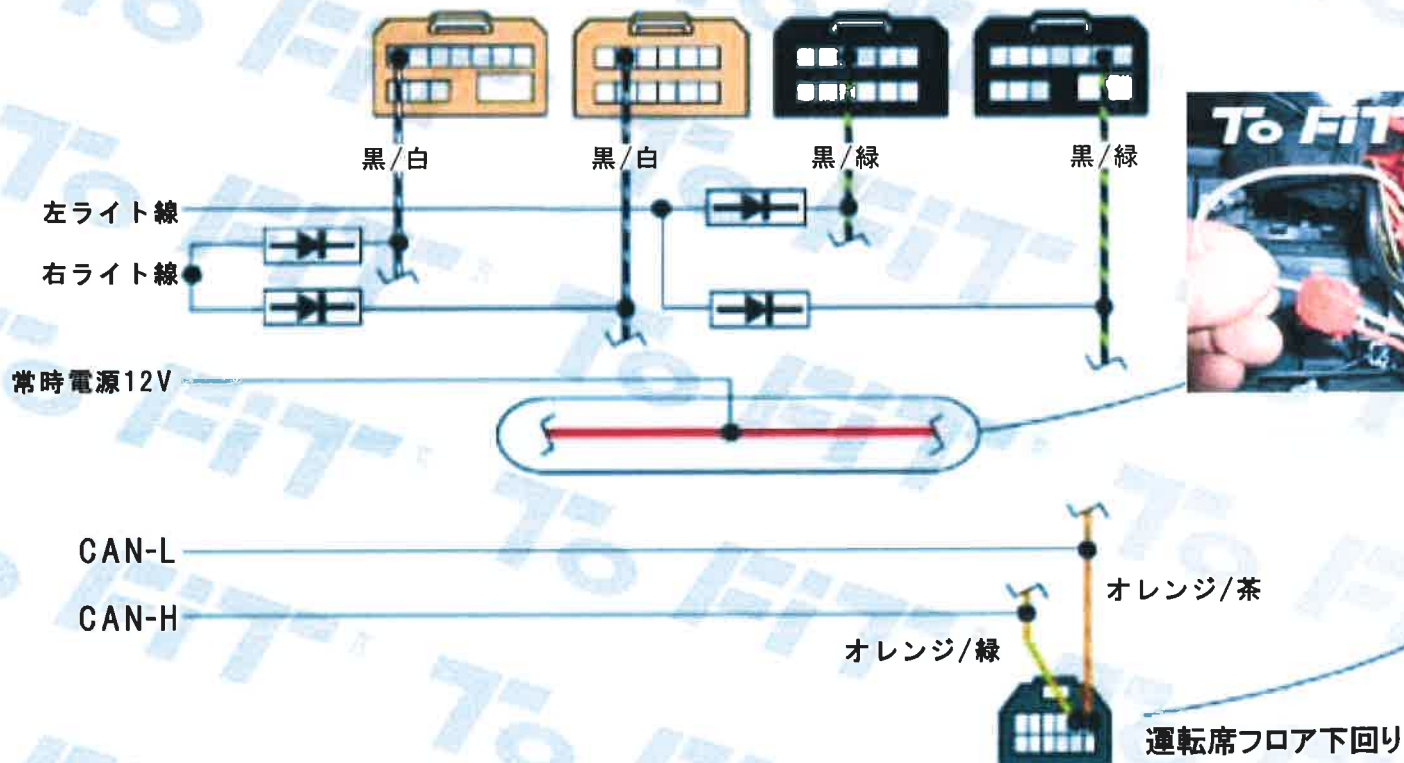 黒/白
黒/白
黒/緑
黒/緑
To FiT
左ライト線
右ライト線
常時電源12V
CAN-L
オレンジ/茶
CAN-H
オレンジ/緑
運転席フロア下回り